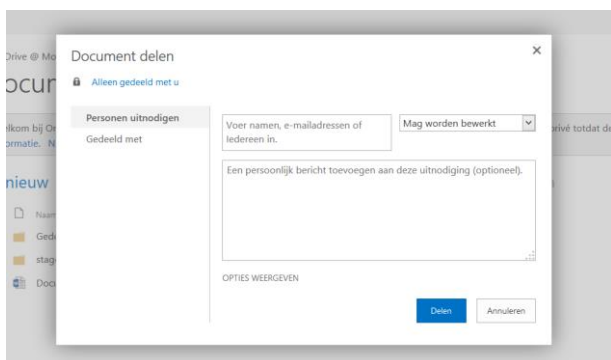 Drive @ Mo
Document delen
ocur
Alleen gedeeld met u
Personen uitnodigen
Gedeeld met
Voer namen, e-mailadressen of
Iedereen in.
Mag worden bewerkt
elkom bij Or
privé totdat de
ormatie. N
Een persoonlijk bericht toevoegen aan deze uitnodiging (optioneel).
nieuw
Naam
Gede
stag
Docu
OPTIES WEERGEVEN
Delen
Annuleren